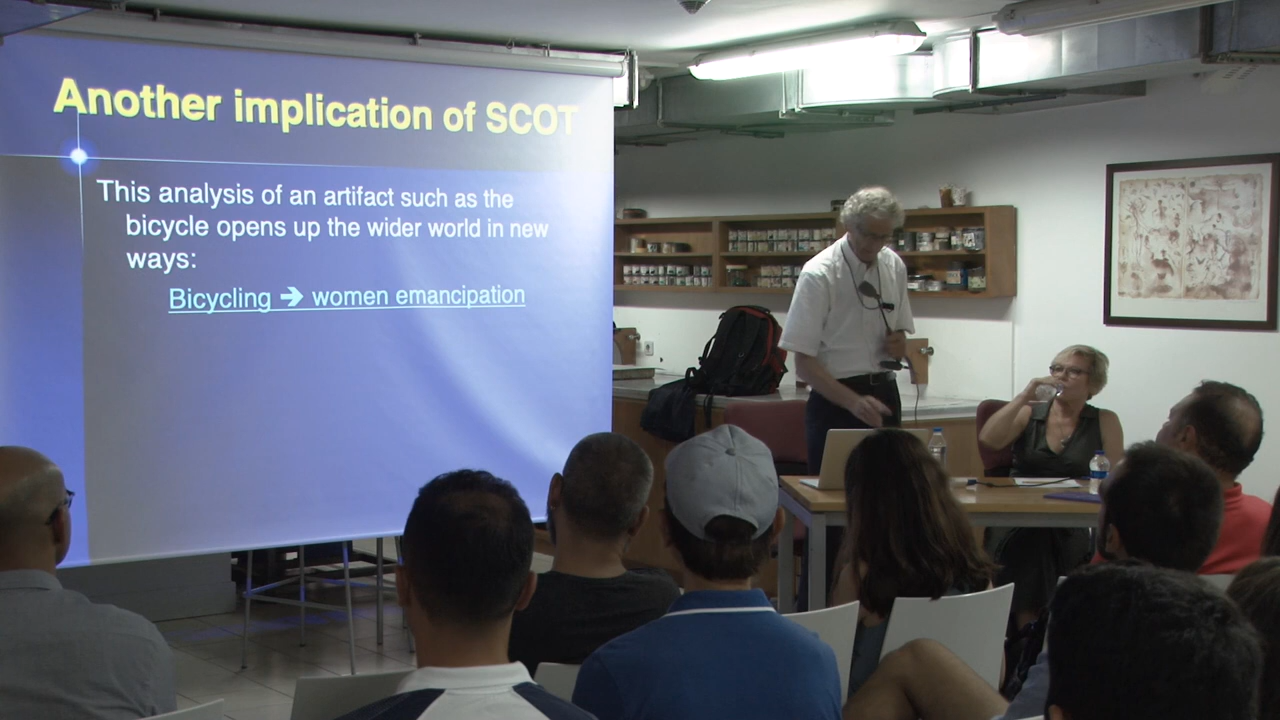 Another implication of SCOT
This analysis of an artifact such as the
bicycle opens up the wider world in new
ways:
Bicycling ➔ women emancipation